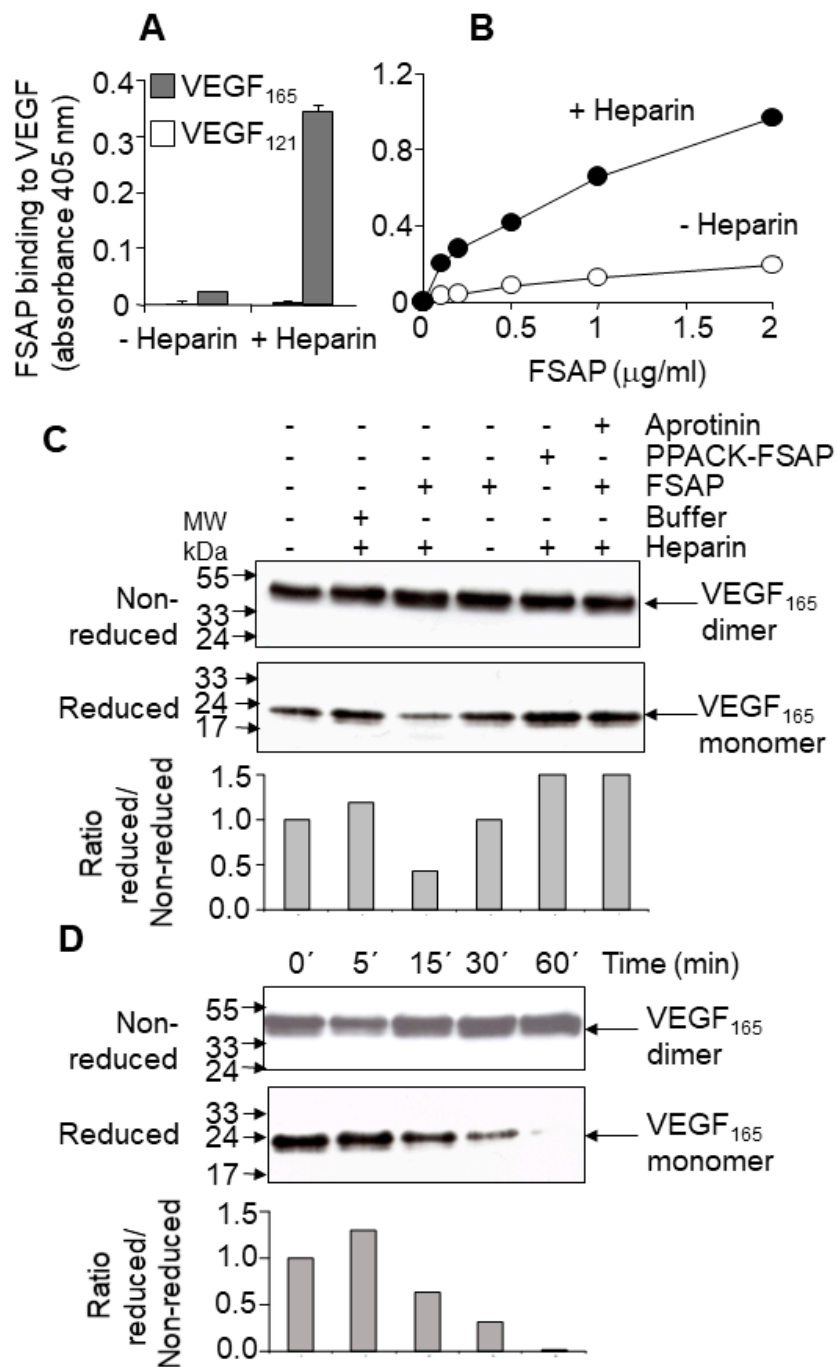 A
B
FSAP binding to VEGF
(absorbance 405 nm)
0.4
0.3
0.2
0.1
0
VEGF165
VEGF121
- Heparin + Heparin
1.2
0.8
0.4
0
+ Heparin
- Heparin
0 0.5 1 1.5 2
FSAP (μg/ml)
C
- - - - - + Aprotinin
- - - - + - PPACK-FSAP
- - + + - + FSAP
MW - + - - - - Buffer
kDa - + + - + + Heparin
Non-
reduced
55
33
24
VEGF165
dimer
Reduced
33
24
17
VEGF165
monomer
Ratio
reduced/
Non-reduced
1.5
1.0
0.5
0.0
D
0´ 5´ 15´ 30´ 60´ Time (min)
Non-
reduced
55
33
24
VEGF165
dimer
Reduced
33
24
17
VEGF165
monomer
Ratio
reduced/
Non-reduced
1.5
1.0
0.5
0.0